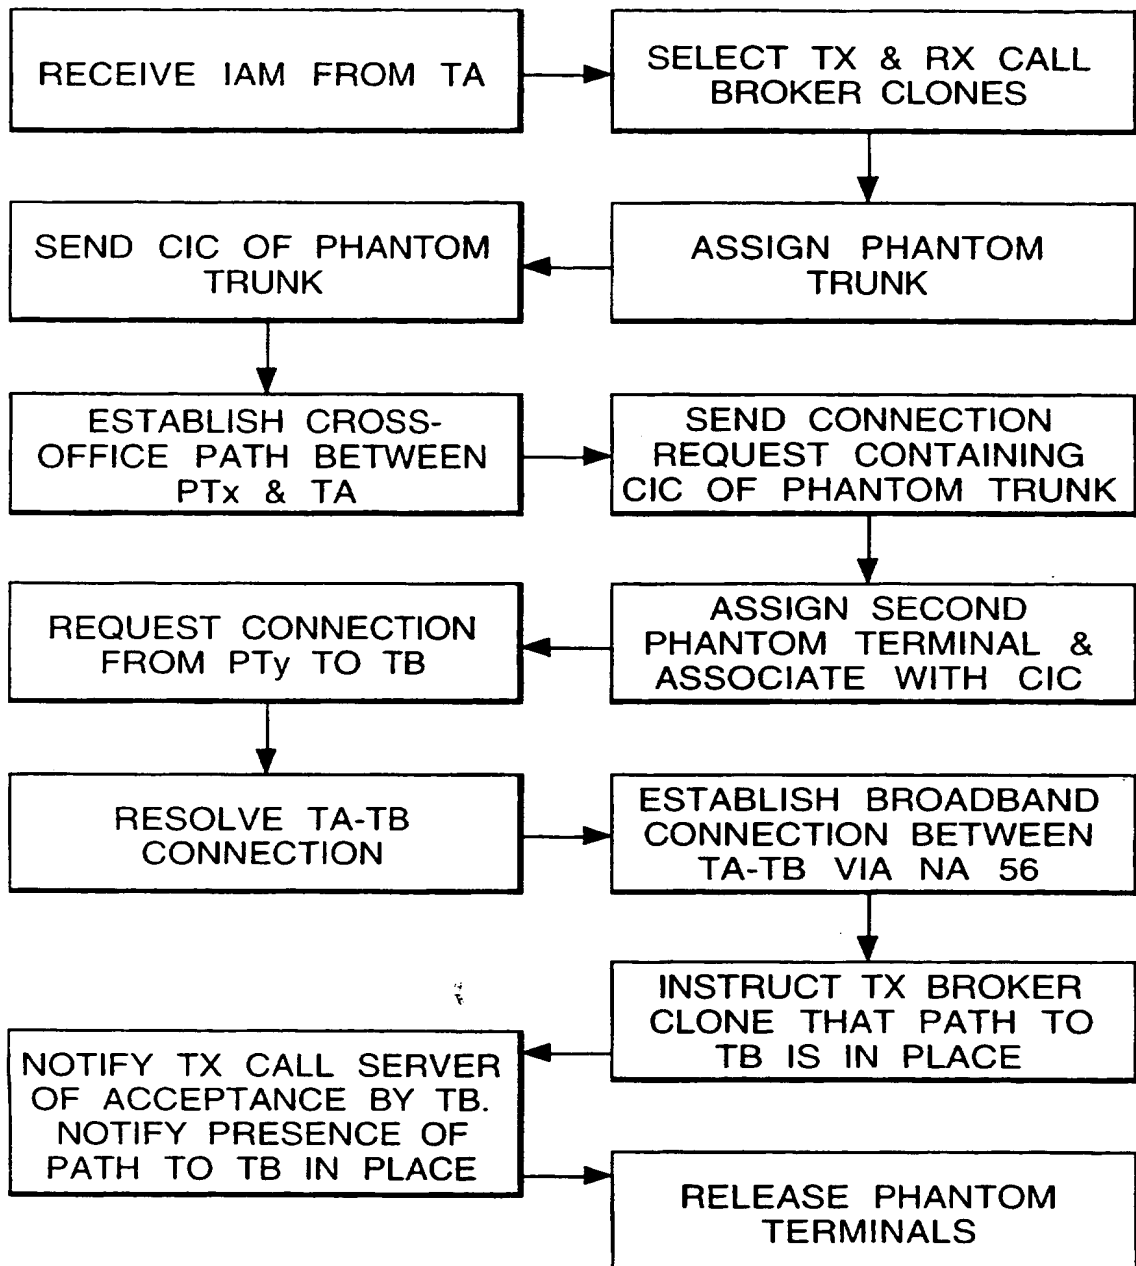 RECEIVE IAM FROM TA
SELECT TX & RX CALL
BROKER CLONES
ASSIGN PHANTOM
TRUNK
SEND CIC OF PHANTOM
TRUNK
ESTABLISH CROSS-
OFFICE PATH BETWEEN
PTx & TA
SEND CONNECTION
REQUEST CONTAINING
CIC OF PHANTOM TRUNK
ASSIGN SECOND
PHANTOM TERMINAL &
ASSOCIATE WITH CIC
REQUEST CONNECTION
FROM PTy TO TB
RESOLVE TA-TB
CONNECTION
ESTABLISH BROADBAND
CONNECTION BETWEEN
TA-TB VIA NA 56
INSTRUCT TX BROKER
CLONE THAT PATH TO
TB IS IN PLACE
NOTIFY TX CALL SERVER
OF ACCEPTANCE BY TB.
NOTIFY PRESENCE OF
PATH TO TB IN PLACE
RELEASE PHANTOM
TERMINALS